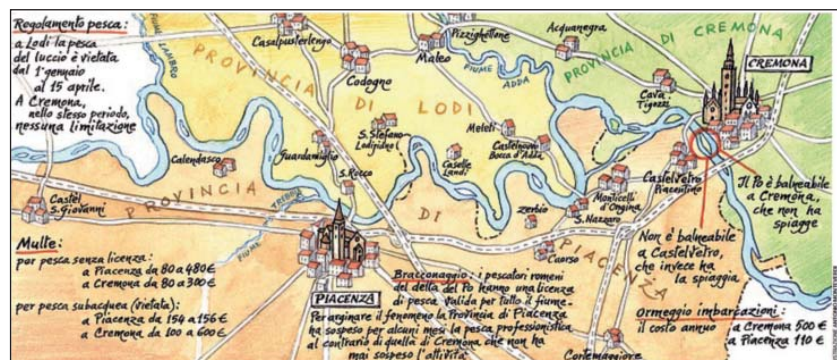 Regolamento pesca:
a Lodi la pesca
del luccio è vietata
dal 1° gennaio
al 15 aprile.
A Cremona,
nello stesso periodo,
nessuna limitazione
FIUME LAMBRO
PROVINCIA DI LODI
Casalpusterlengo
Codogno
Maleo
Pizzighettone
Acquanegra
FIUME ADDA
PROVINCIA DI CREMONA
CREMONA
Cava Tigozzi
Meleti
Castelnuovo
Bocca d'Adda
S. Stefano
Lodigiano
Guardamiglio
Caselle
Landi
S. Rocco
Calendasco
Castel
S. Giovanni
PROVINCIA DI PIACENZA
FIUME TREBBIA
Zerbio
S. Nazzaro
Monticelli
d'Ongina
Castelvetro
Piacentino
Caorso
Cortemaggiore
PIACENZA
Il Po è balneabile
a Cremona,
che non ha
spiagge
Non è balneabile
a Castelvetro,
che invece ha
la spiaggia
Multe:
per pesca senza licenza:
a Piacenza da 80 a 480€
a Cremona da 80 a 300€
per pesca subacquea (vietata):
a Piacenza da 154 a 156€
a Cremona da 100 a 600€
Bracconaggio: i pescatori romeni
del delta del Po hanno una licenza
di pesca valida per tutto il fiume.
Per arginare il fenomeno la Provincia di Piacenza
ha sospeso per alcuni mesi la pesca professionistica
al contrario di quella di Cremona, che non ha
mai sospeso l'attività
Ormeggio imbarcazioni:
il costo annuo
a Cremona 500€
a Piacenza 110€